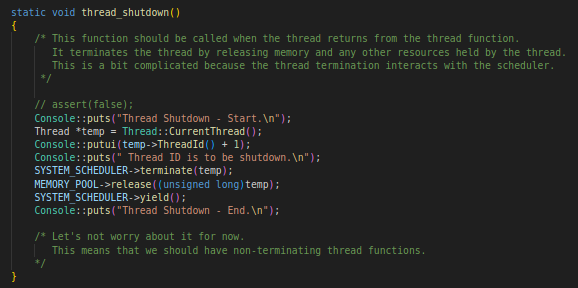 static void thread_shutdown()
{
    /* This function should be called when the thread returns from the thread function.
       It terminates the thread by releasing memory and any other resources held by the thread.
       This is a bit complicated because the thread termination interacts with the scheduler.
     */

    // assert(false);
    Console::puts("Thread Shutdown - Start.\n");
    Thread *temp = Thread::CurrentThread();
    Console::putui(temp->ThreadId() + 1);
    Console::puts(" Thread ID is to be shutdown.\n");
    SYSTEM_SCHEDULER->terminate(temp);
    MEMORY_POOL->release((unsigned long)temp);
    SYSTEM_SCHEDULER->yield();
    Console::puts("Thread Shutdown - End.\n");

    /* Let's not worry about it for now.
       This means that we should have non-terminating thread functions.
    */
}